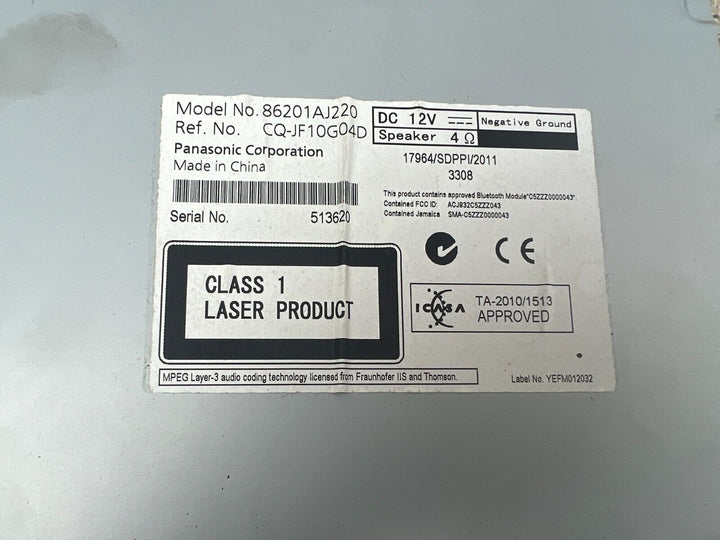 Model No. 86201AJ220
Ref. No. CQ-JF10G04D
Panasonic Corporation
Made in China
Serial No. 513620
DC 12V
Negative Ground
Speaker 4Ω
17964/SDPPI/2011
3308
This product contains approved Bluetooth Module"C5ZZZ0000043".
Contained FCC ID: ACJ932C5ZZZ043
Contained Jamaica SMA-C5ZZZ0000043
CE
CLASS 1
LASER PRODUCT
ICASA
TA-2010/1513
APPROVED
MPEG Layer-3 audio coding technology licensed from Fraunhofer IIS and Thomson.
Label No. YEFM012032